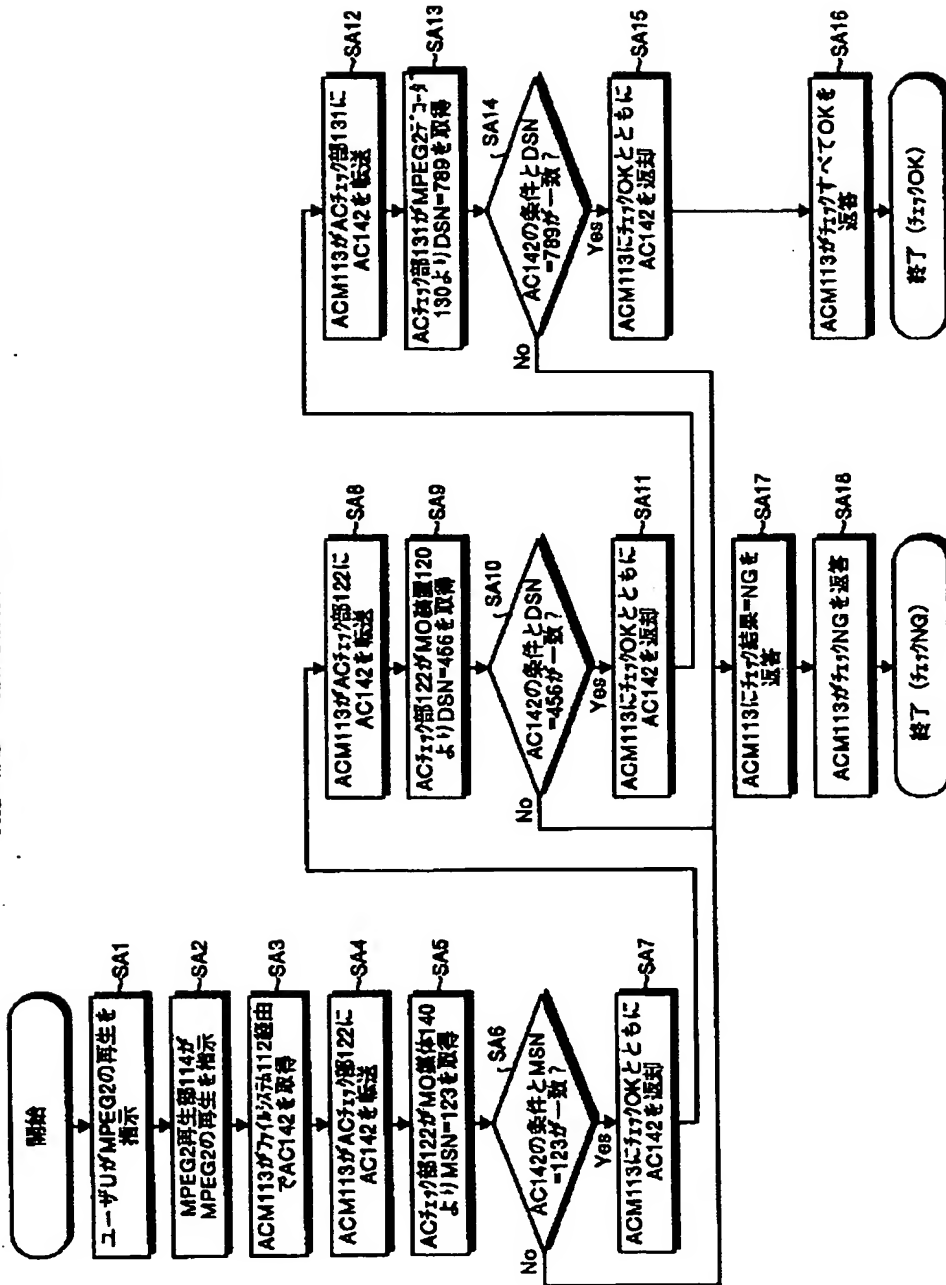 開始
ユーザUがMPEG2の再生を
指示
SA1
MPEG2再生部114が
MPEG2の再生を指示
SA2
ACM113がファイルシステム112経由
でAC142を取得
SA3
ACM113がACチェック部122に
AC142を転送
SA4
ACチェック部122がMO媒体140
よりMSN=123を取得
SA5
AC142の条件とMSN
=123が一致？
SA6
No
Yes
ACM113にチェックOKとともに
AC142を返却
SA7
ACM113がACチェック部122に
AC142を転送
SA8
ACチェック部122がMO装置120
よりDSN=456を取得
SA9
AC142の条件とDSN
=456が一致？
SA10
No
Yes
ACM113にチェックOKとともに
AC142を返却
SA11
ACM113がACチェック部131に
AC142を転送
SA12
ACチェック部131がMPEG2デコーダ
130よりDSN=789を取得
SA13
AC142の条件とDSN
=789が一致？
SA14
No
Yes
ACM113にチェックOKとともに
AC142を返却
SA15
ACM113がチェックすべてOKを
返答
SA16
終了（チェックOK）
ACM113にチェック結果=NGを
返答
SA17
ACM113がチェックNGを返答
SA18
終了（チェックNG）